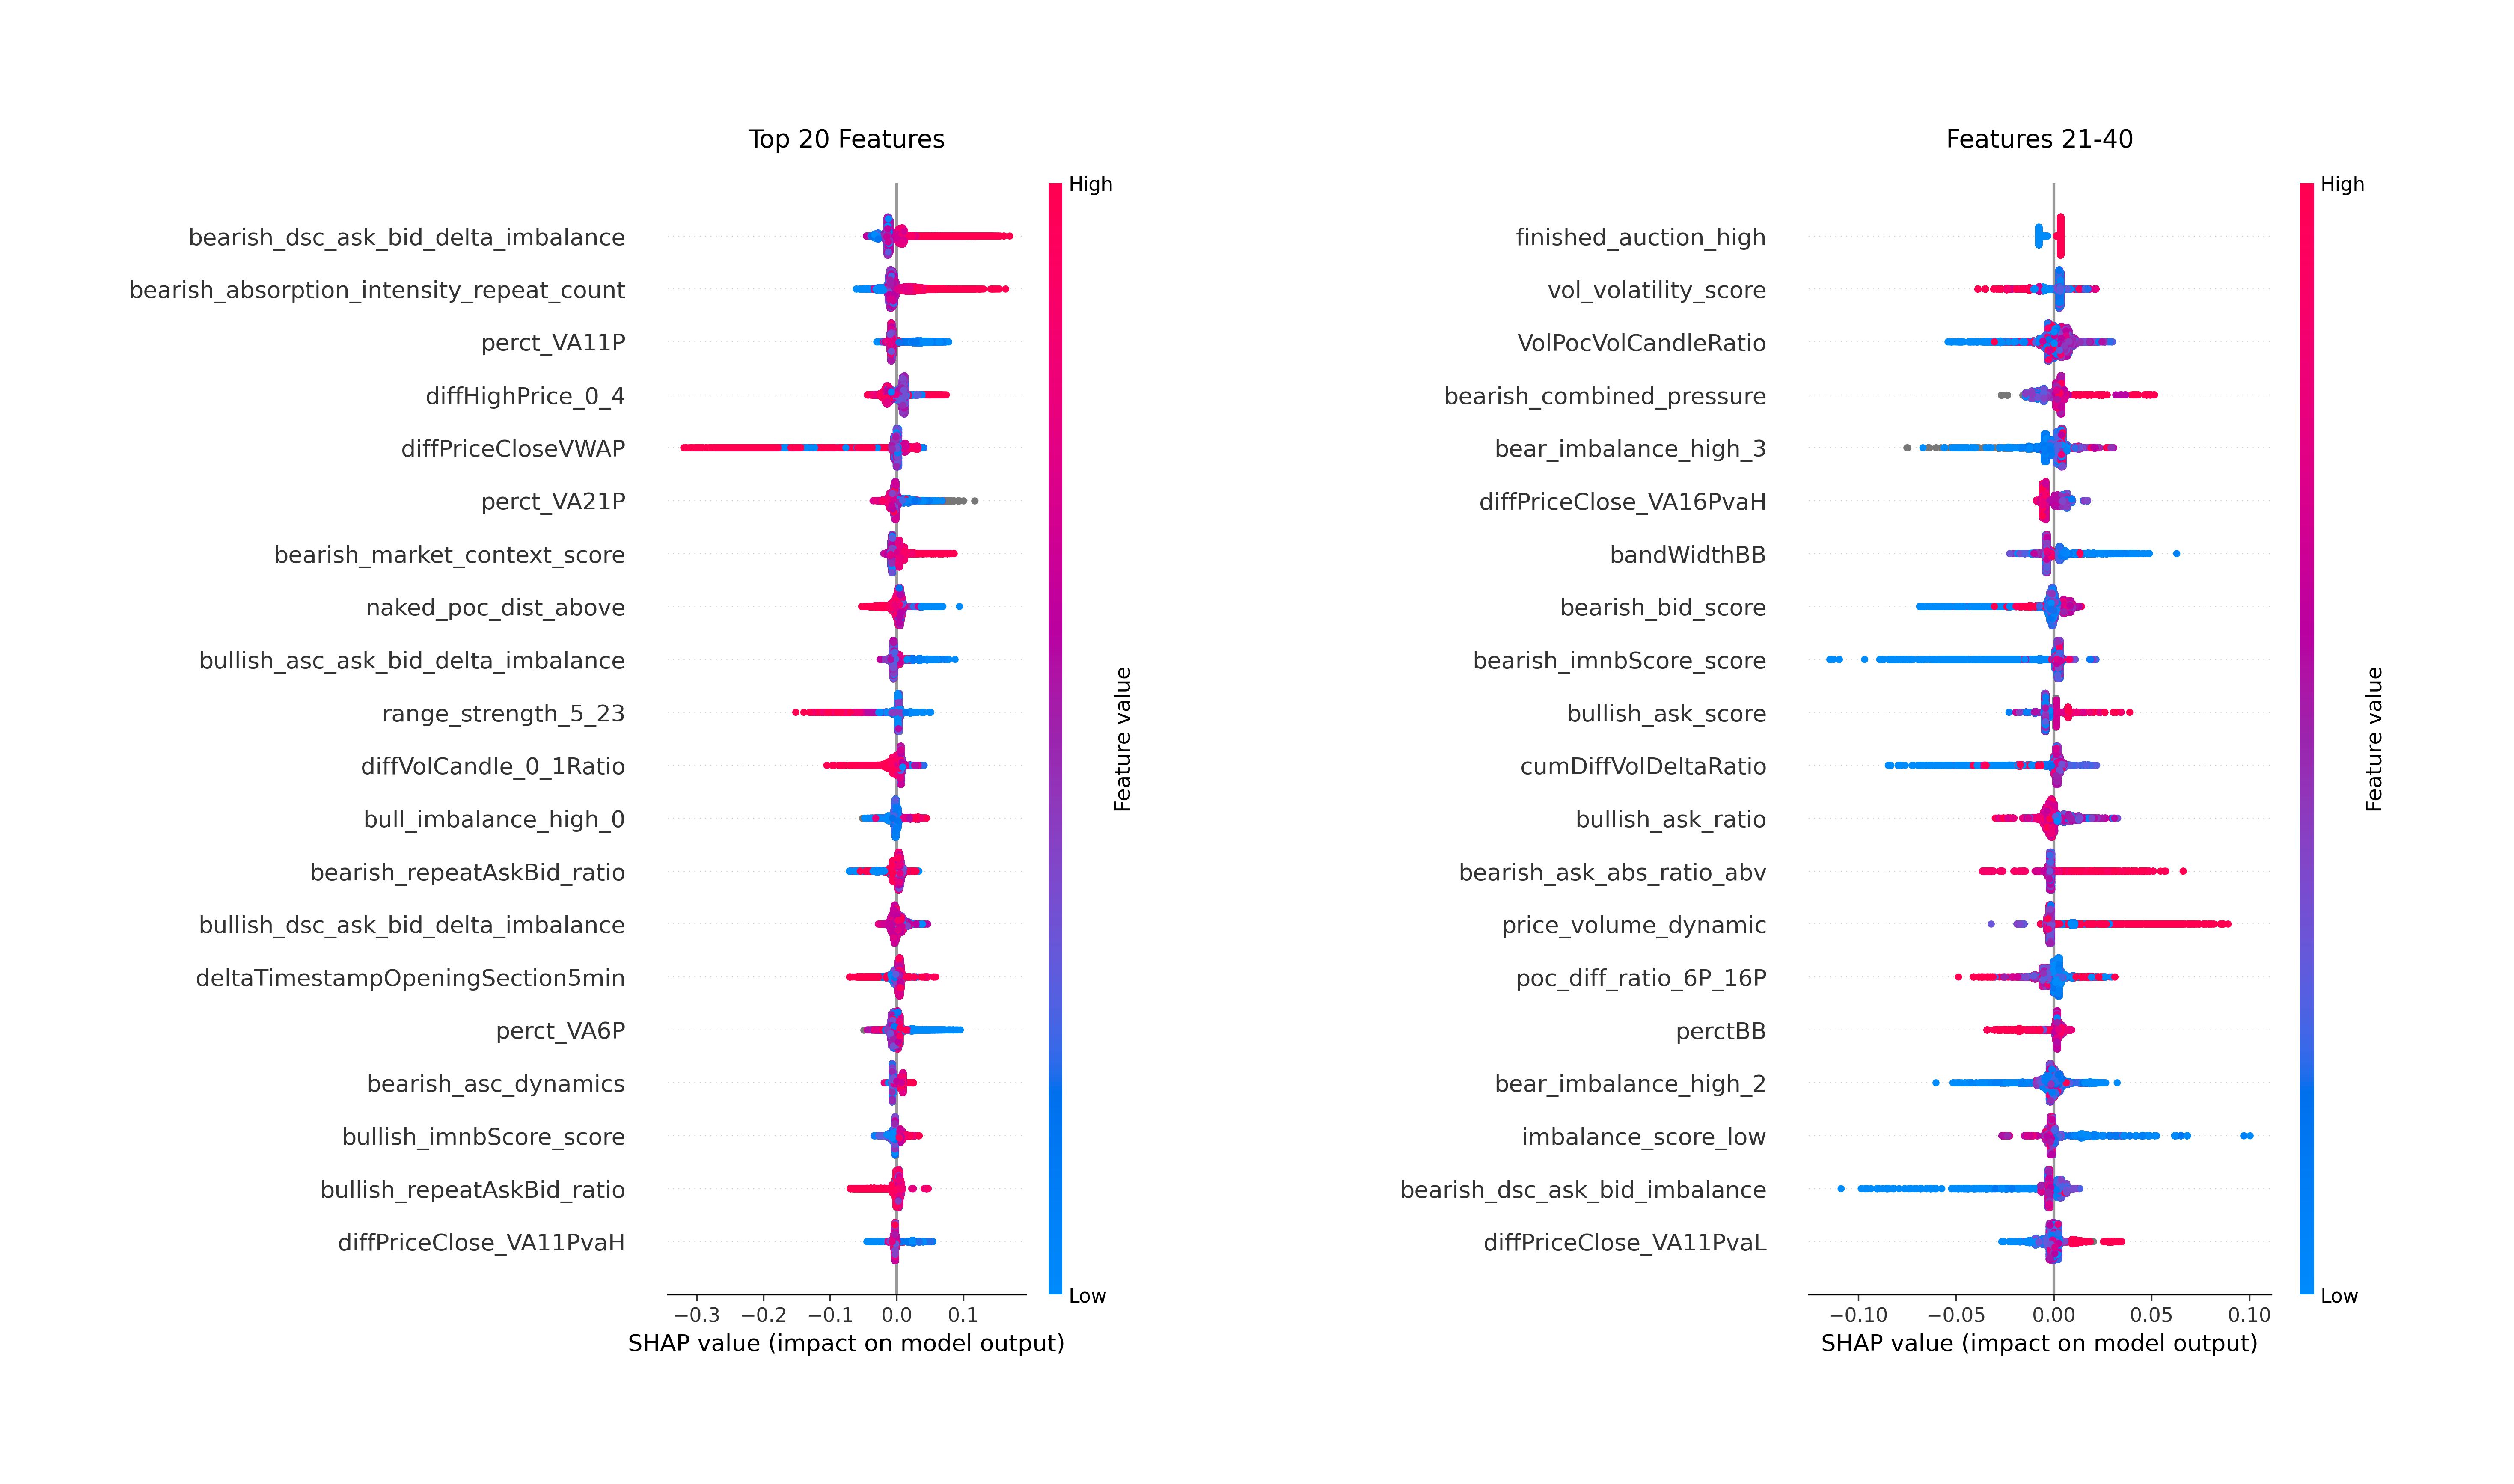 Top 20 Features
High
bearish_dsc_ask_bid_delta_imbalance
bearish_absorption_intensity_repeat_count
perct_VA11P
diffHighPrice_0_4
diffPriceCloseVWAP
perct_VA21P
bearish_market_context_score
naked_poc_dist_above
bullish_asc_ask_bid_delta_imbalance
range_strength_5_23
diffVolCandle_0_1Ratio
bull_imbalance_high_0
bearish_repeatAskBid_ratio
bullish_dsc_ask_bid_delta_imbalance
deltaTimestampOpeningSection5min
perct_VA6P
bearish_asc_dynamics
bullish_imnbScore_score
bullish_repeatAskBid_ratio
diffPriceClose_VA11PvaH
Feature value
Low
−0.3 −0.2 −0.1 0.0 0.1
SHAP value (impact on model output)
Features 21-40
High
finished_auction_high
vol_volatility_score
VolPocVolCandleRatio
bearish_combined_pressure
bear_imbalance_high_3
diffPriceClose_VA16PvaH
bandWidthBB
bearish_bid_score
bearish_imnbScore_score
bullish_ask_score
cumDiffVolDeltaRatio
bullish_ask_ratio
bearish_ask_abs_ratio_abv
price_volume_dynamic
poc_diff_ratio_6P_16P
perctBB
bear_imbalance_high_2
imbalance_score_low
bearish_dsc_ask_bid_imbalance
diffPriceClose_VA11PvaL
Feature value
Low
−0.10 −0.05 0.00 0.05 0.10
SHAP value (impact on model output)